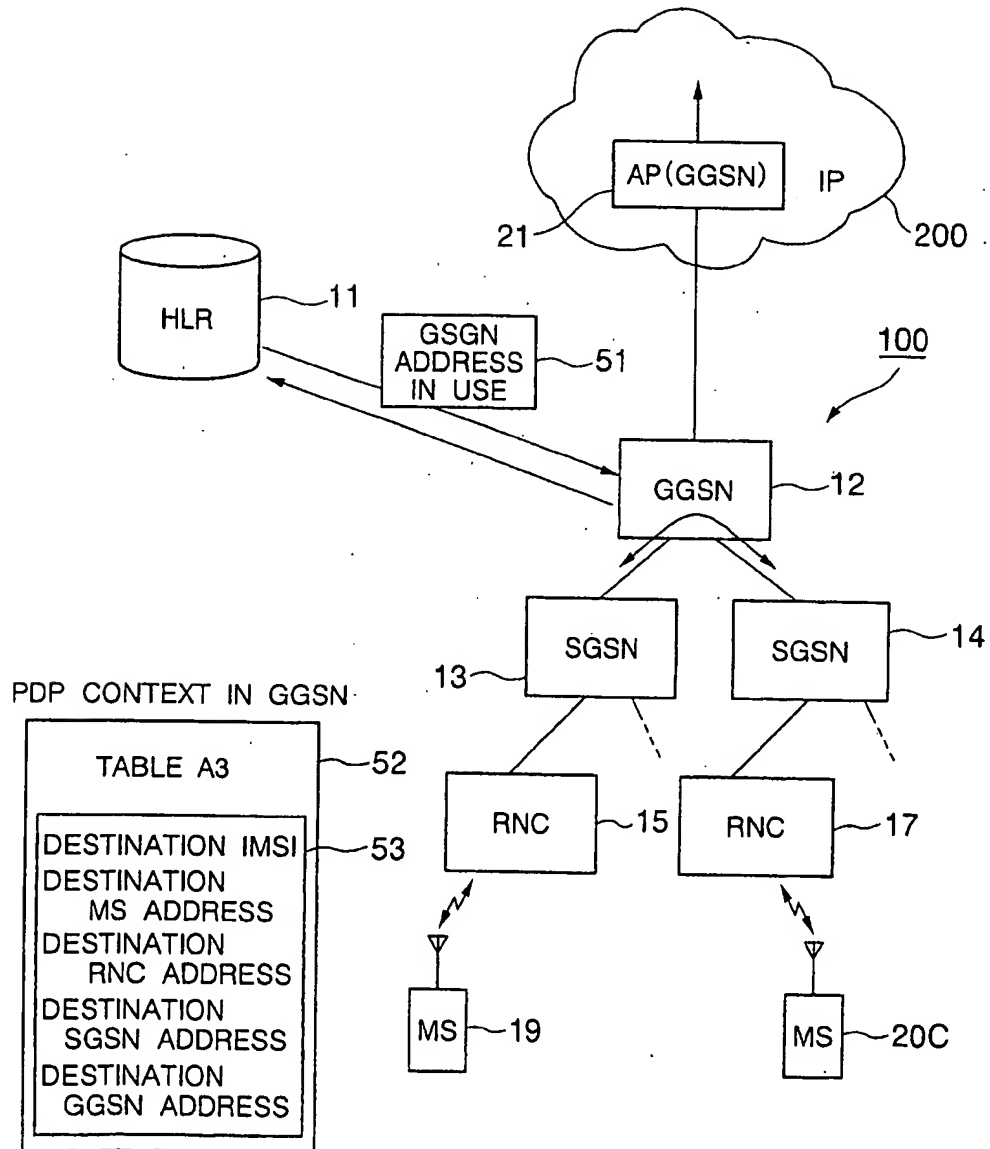 AP(GGSN)
IP
21
200
HLR
11
GSGN
ADDRESS
IN USE
51
100
GGSN
12
SGSN
13
SGSN
14
PDP CONTEXT IN GGSN
TABLE A3
52
DESTINATION IMSI
53
DESTINATION
MS ADDRESS
DESTINATION
RNC ADDRESS
DESTINATION
SGSN ADDRESS
DESTINATION
GGSN ADDRESS
RNC
15
RNC
17
MS
19
MS
20C